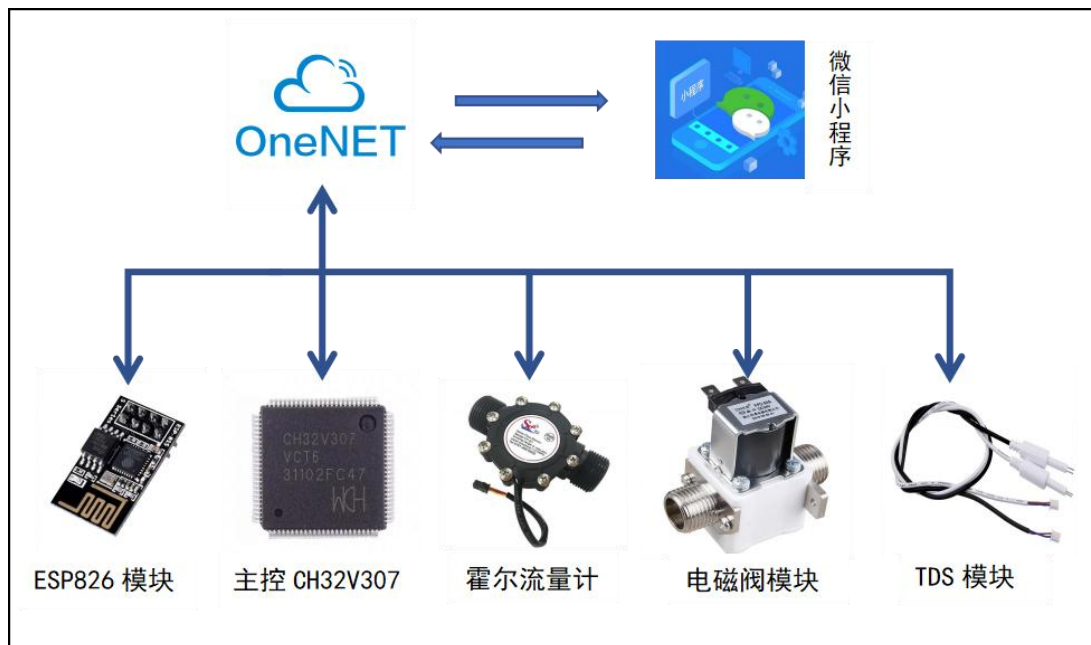 OneNET
小程序
微信小程序
CH32V307
VCT6
31102FC47
WCH
ESP826 模块
主控 CH32V307
霍尔流量计
电磁阀模块
TDS 模块